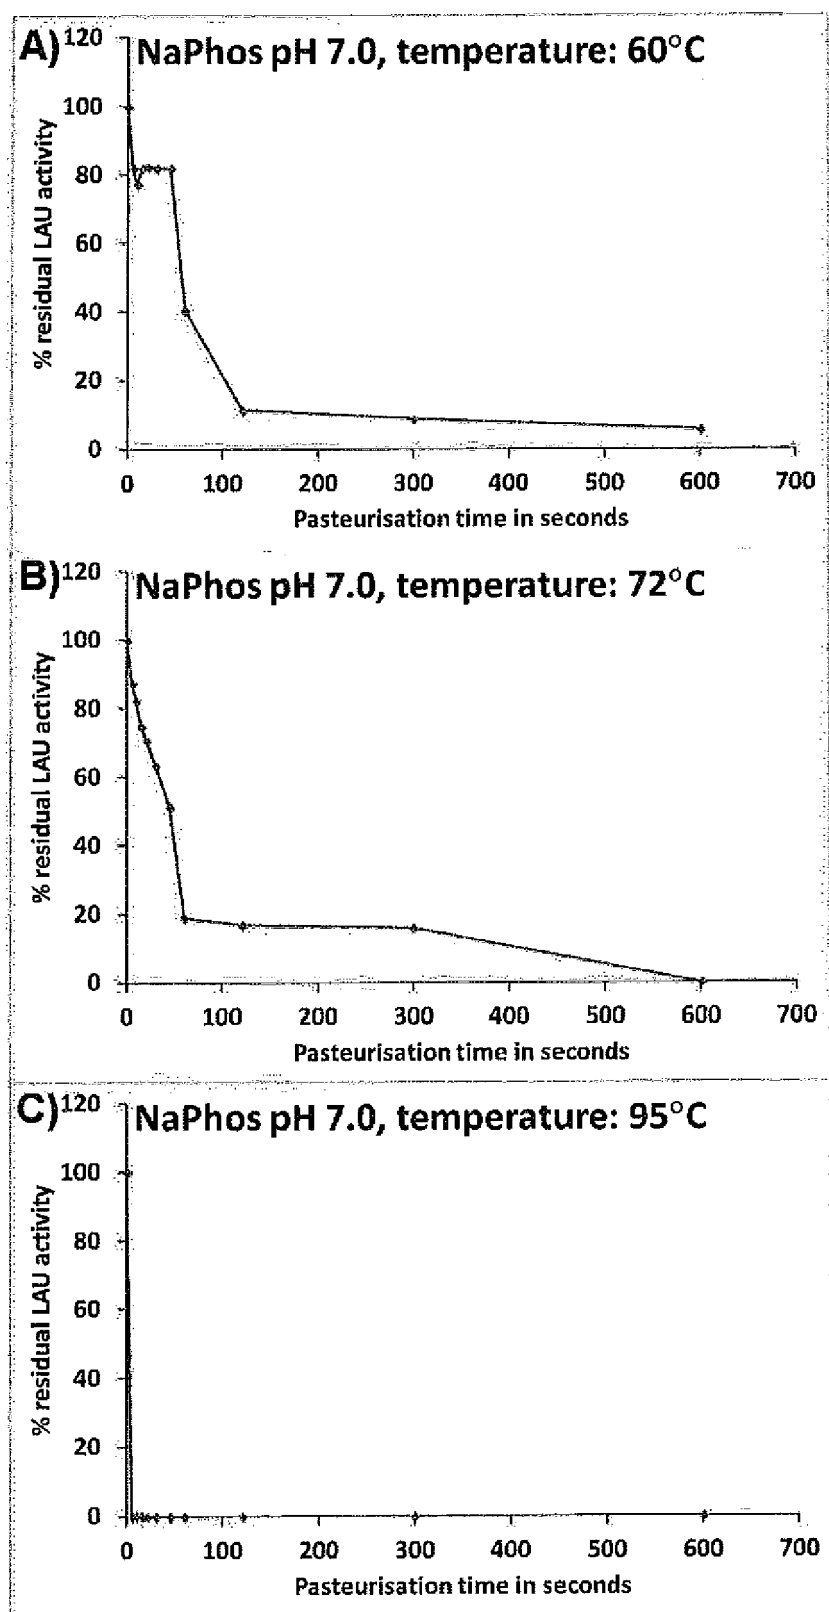 A) NaPhos pH 7.0, temperature: 60°C
120
100
80
60
40
20
0
% residual LAU activity
0 100 200 300 400 500 600 700
Pasteurisation time in seconds
B) NaPhos pH 7.0, temperature: 72°C
120
100
80
60
40
20
0
% residual LAU activity
0 100 200 300 400 500 600 700
Pasteurisation time in seconds
C) NaPhos pH 7.0, temperature: 95°C
120
100
80
60
40
20
0
% residual LAU activity
0 100 200 300 400 500 600 700
Pasteurisation time in seconds